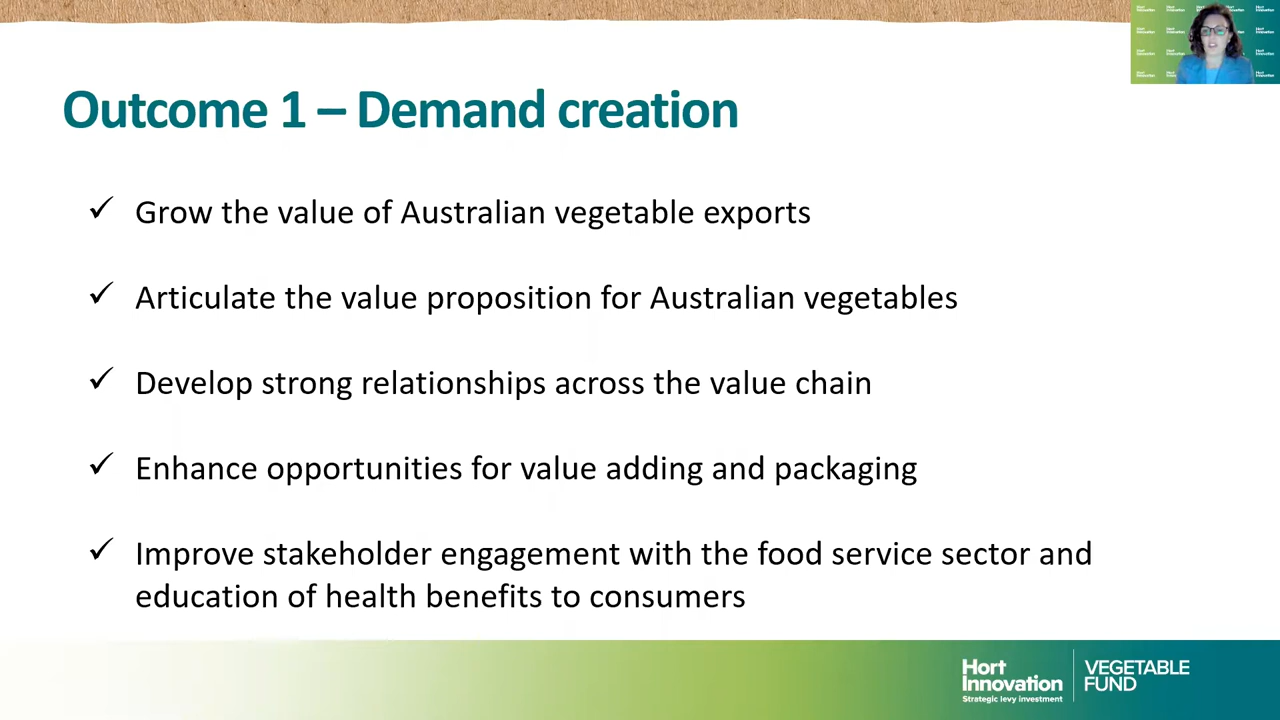 Hort Innovation
Outcome 1 – Demand creation
✓ Grow the value of Australian vegetable exports
✓ Articulate the value proposition for Australian vegetables
✓ Develop strong relationships across the value chain
✓ Enhance opportunities for value adding and packaging
✓ Improve stakeholder engagement with the food service sector and
education of health benefits to consumers
Hort
Innovation
Strategic levy investment
VEGETABLE
FUND